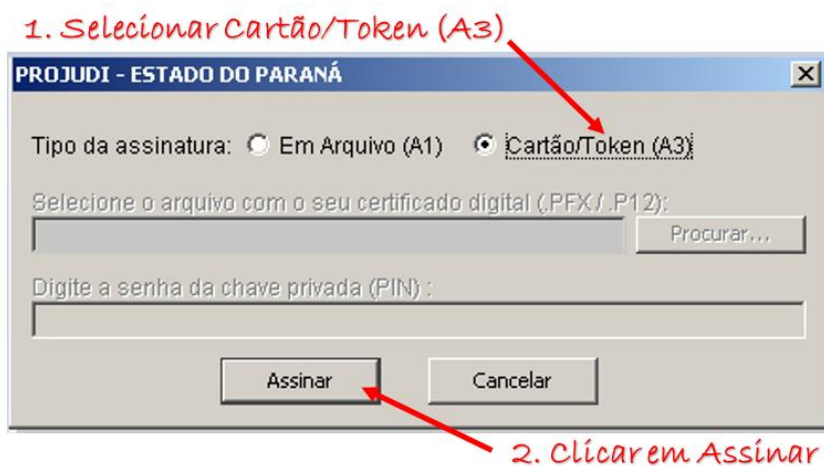 1. Selecionar Cartão/Token (A3)
PROJUDI - ESTADO DO PARANÁ
Tipo da assinatura: Em Arquivo (A1) Cartão/Token (A3)
Selecione o arquivo com o seu certificado digital (.PFX / .P12):
Procurar...
Digite a senha da chave privada (PIN) :
Assinar Cancelar
2. Clicar em Assinar